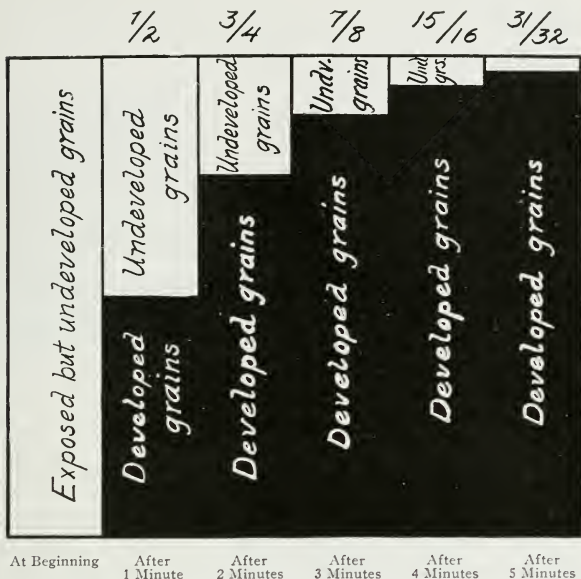 1/2 3/4 7/8 15/16 31/32
Exposed but undeveloped grains
Undeveloped
grains
Developed
grains
Undeveloped
grains
Developed grains
Undv.
grains
Developed grains
Und
grs.
Developed grains
Developed grains
At Beginning
After
1 Minute
After
2 Minutes
After
3 Minutes
After
4 Minutes
After
5 Minutes